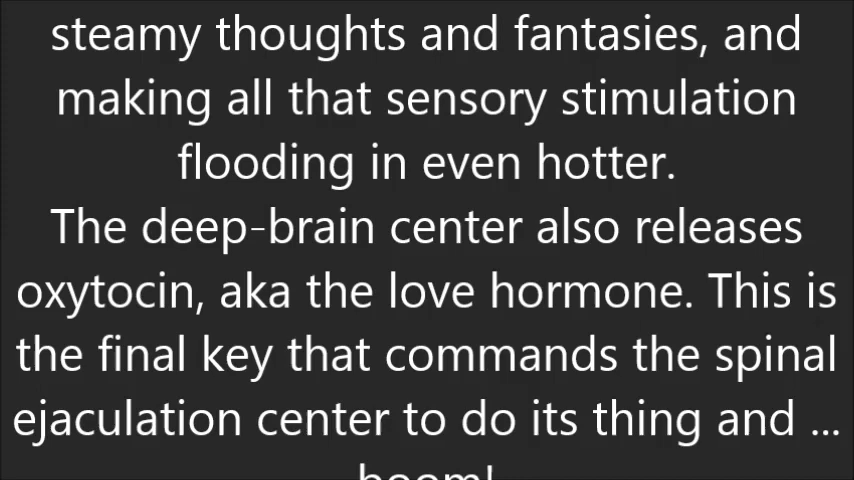 steamy thoughts and fantasies, and
making all that sensory stimulation
flooding in even hotter.
The deep-brain center also releases
oxytocin, aka the love hormone. This is
the final key that commands the spinal
ejaculation center to do its thing and ...
boom!